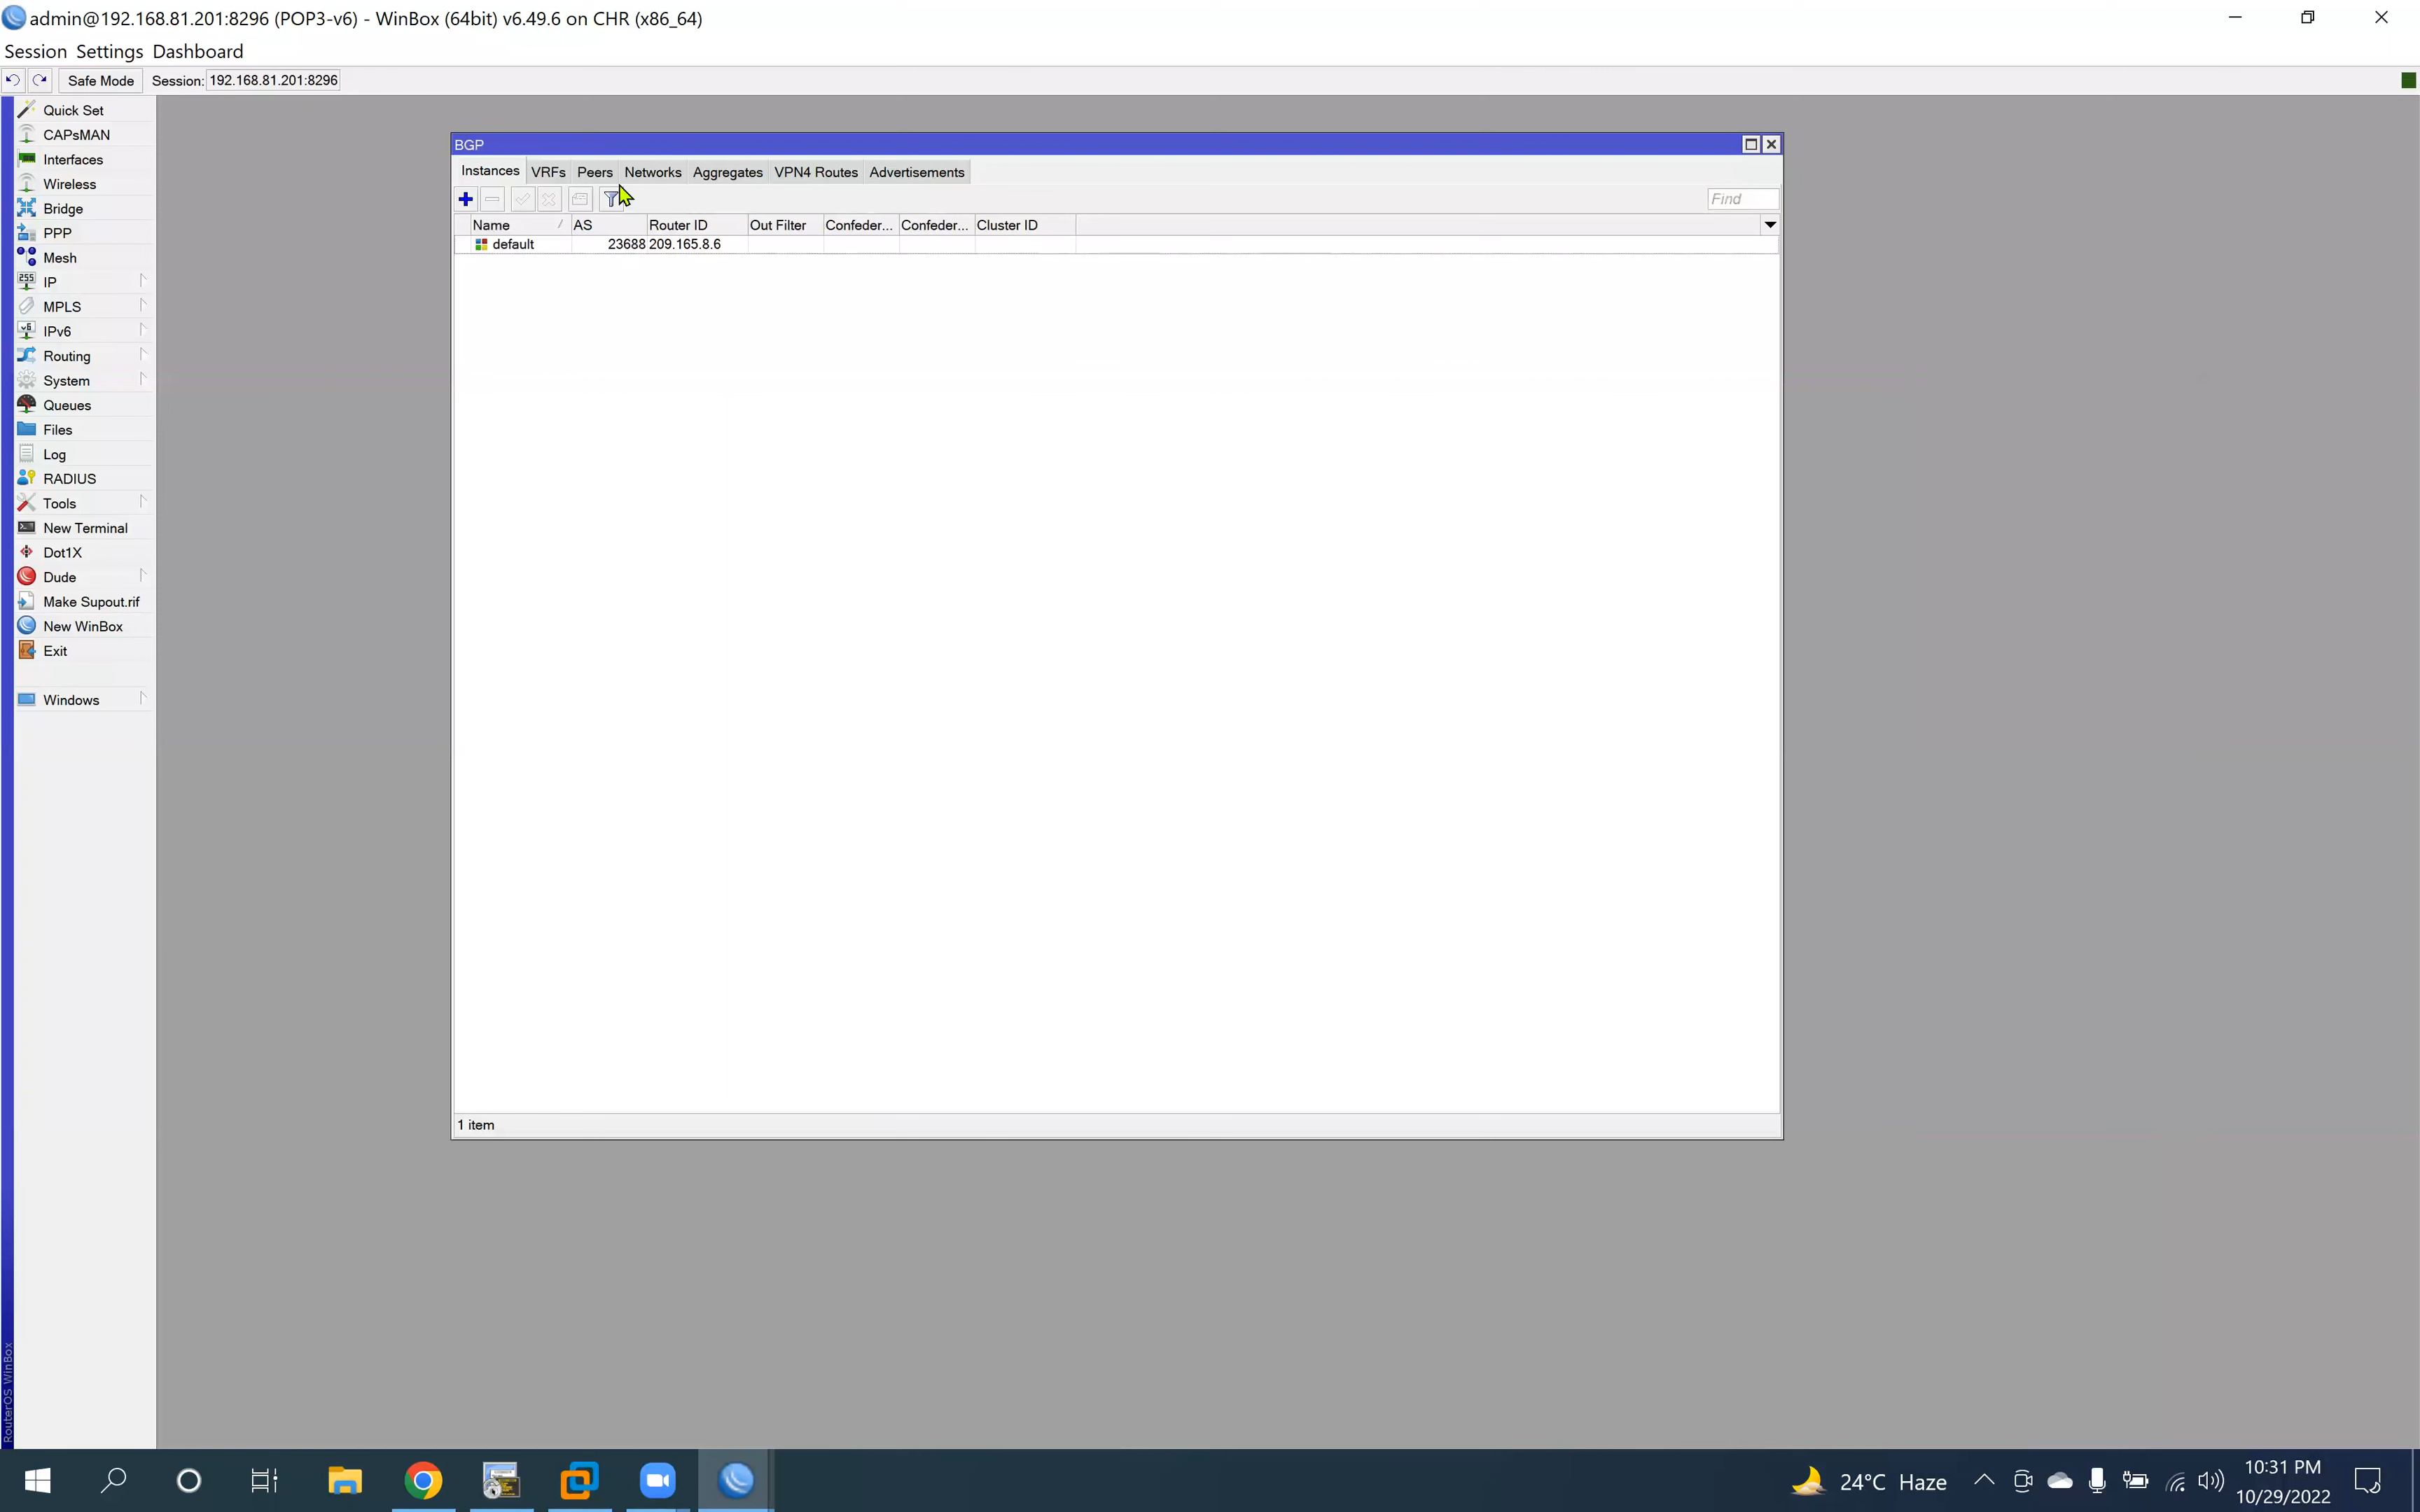 admin@192.168.81.201:8296 (POP3-v6) - WinBox (64bit) v6.49.6 on CHR (x86_64)
Session Settings Dashboard
Safe Mode Session: 192.168.81.201:8296
Quick Set
CAPsMAN
Interfaces
Wireless
Bridge
PPP
Mesh
255 IP
MPLS
v6 IPv6
Routing
System
Queues
Files
Log
RADIUS
Tools
New Terminal
Dot1X
Dude
Make Supout.rif
New WinBox
Exit
Windows
RouterOS WinBox
BGP
Instances VRFs Peers Networks Aggregates VPN4 Routes Advertisements
Find
Name AS Router ID Out Filter Confeder... Confeder... Cluster ID
default 23688 209.165.8.6
1 item
24°C Haze
10:31 PM
10/29/2022